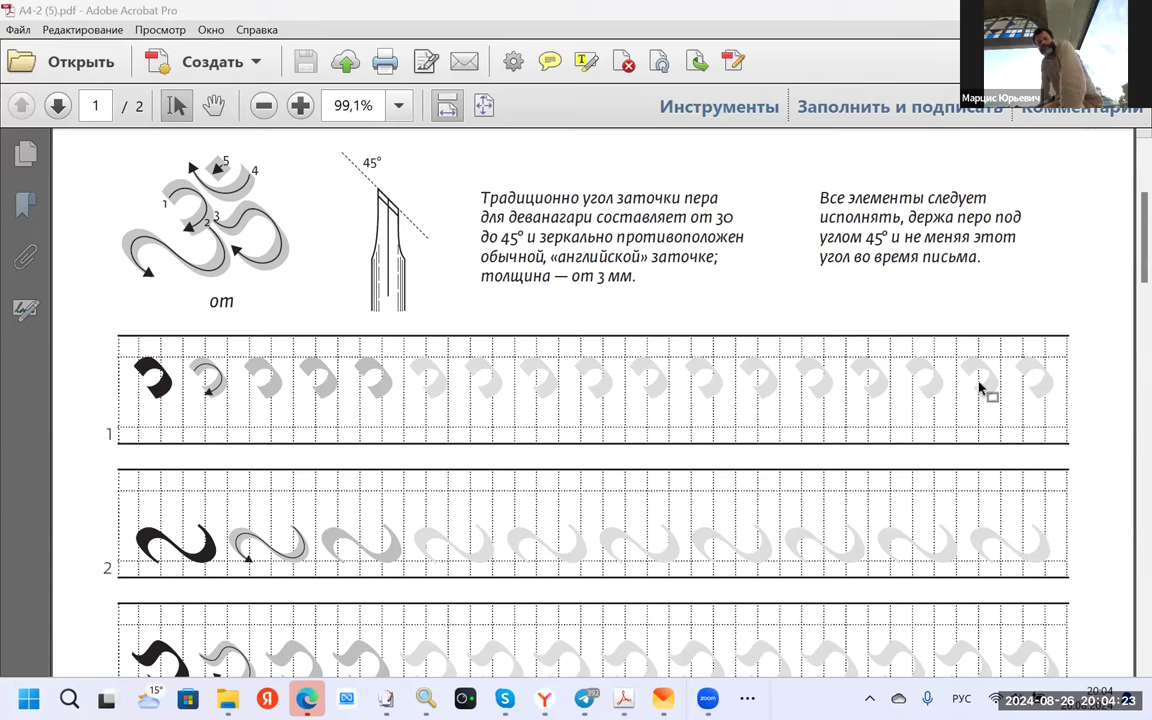 A4-2 (5).pdf - Adobe Acrobat Pro
Файл Редактирование Просмотр Окно Справка
Открыть Создать
1 / 2 99,1% Инструменты Заполнить и подписать Комментарии
Марцис Юрьевич
5
4
1
3
2
от
45°
Традиционно угол заточки пера
для деванагари составляет от 30
до 45° и зеркально противоположен
обычной, «английской» заточке;
толщина — от 3 мм.
Все элементы следует
исполнять, держа перо под
углом 45° и не меняя этот
угол во время письма.
1
2
15°
392
РУС
20:04
2024-08-26 20:04:23